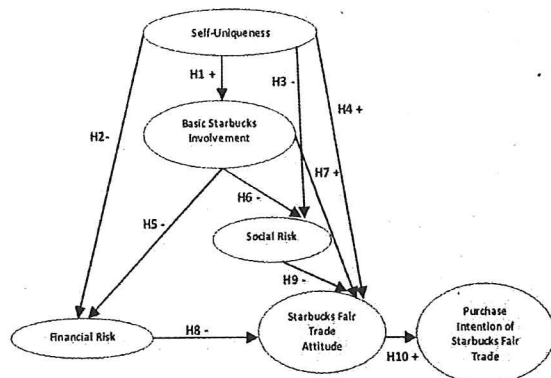 Self-Uniqueness
H1 +
H3 -
H2-
H4 +
Basic Starbucks
Involvement
H7 +
H6 -
H5 -
Social Risk
H9 -
Financial Risk
H8 -
Starbucks Fair
Trade
Attitude
H10 +
Purchase
Intention of
Starbucks Fair
Trade